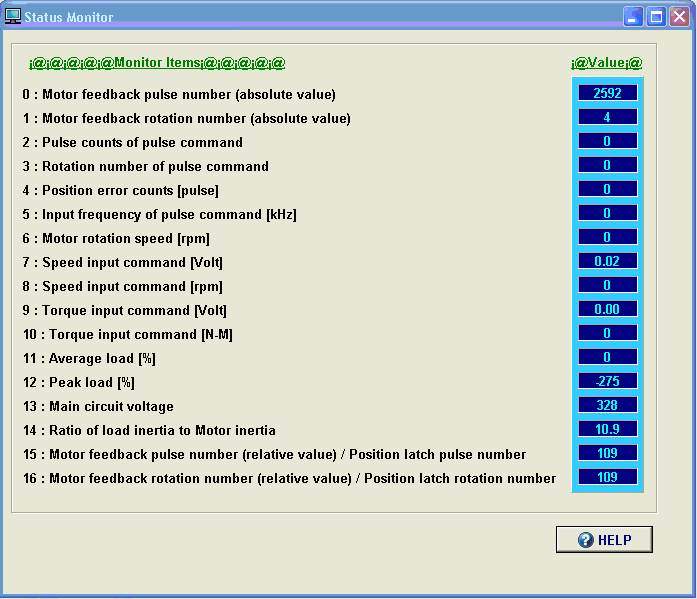 Status Monitor
¡@¡@¡@¡@¡@Monitor Items¡@¡@¡@¡@¡@ ¡@Value¡@
0 : Motor feedback pulse number (absolute value) 2592
1 : Motor feedback rotation number (absolute value) 4
2 : Pulse counts of pulse command 0
3 : Rotation number of pulse command 0
4 : Position error counts [pulse] 0
5 : Input frequency of pulse command [kHz] 0
6 : Motor rotation speed [rpm] 0
7 : Speed input command [Volt] 0.02
8 : Speed input command [rpm] 0
9 : Torque input command [Volt] 0.00
10 : Torque input command [N-M] 0
11 : Average load [%] 0
12 : Peak load [%] -275
13 : Main circuit voltage 328
14 : Ratio of load inertia to Motor inertia 10.9
15 : Motor feedback pulse number (relative value) / Position latch pulse number 109
16 : Motor feedback rotation number (relative value) / Position latch rotation number 109
HELP